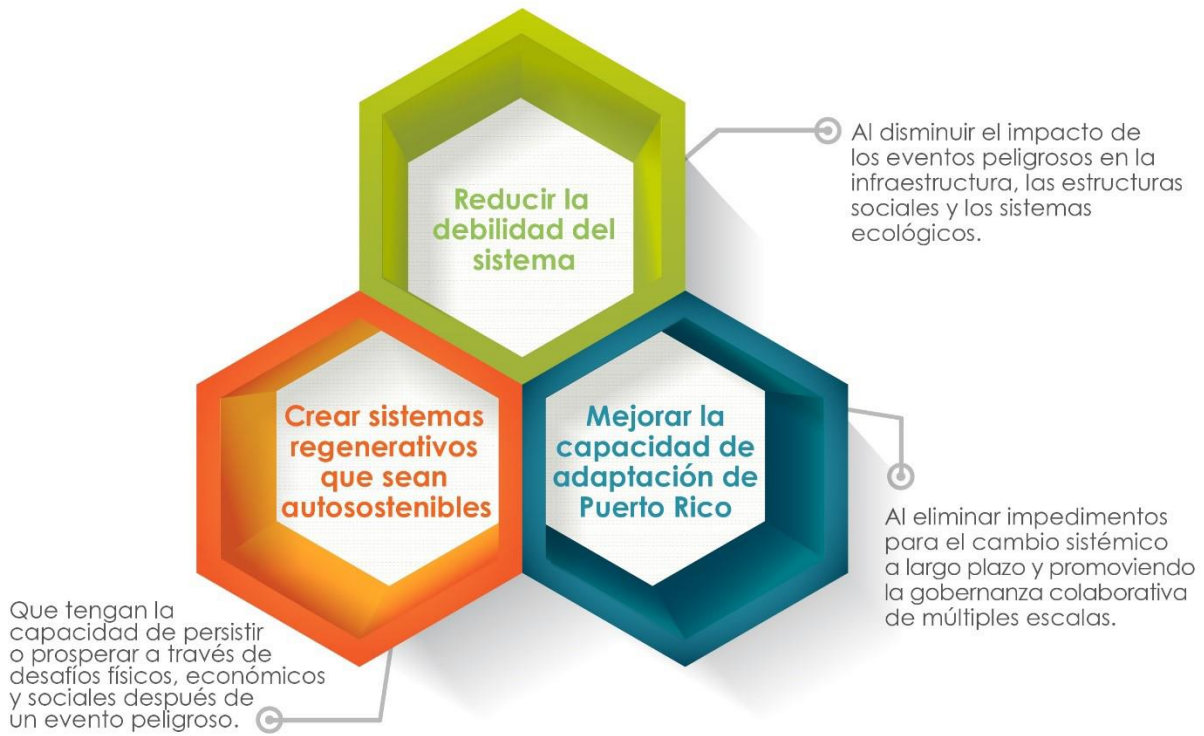 Reducir la
debilidad del
sistema
Al disminuir el impacto de
los eventos peligrosos en la
infraestructura, las estructuras
sociales y los sistemas
ecológicos.
Crear sistemas
regenerativos
que sean
autosostenibles
Mejorar la
capacidad de
adaptación de
Puerto Rico
Al eliminar impedimentos
para el cambio sistémico
a largo plazo y promoviendo
la gobernanza colaborativa
de múltiples escalas.
Que tengan la
capacidad de persistir
o prosperar a través de
desafíos físicos, económicos
y sociales después de
un evento peligroso.